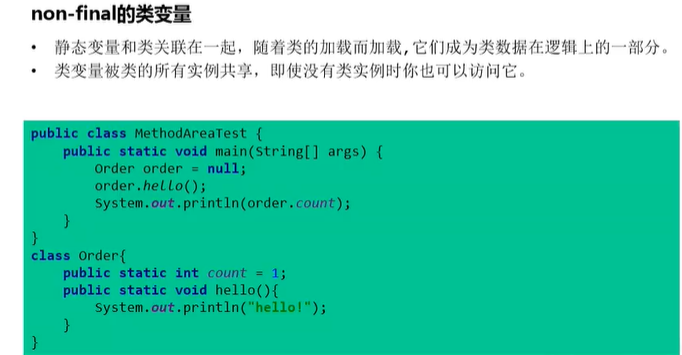 non-final的类变量
• 静态变量和类关联在一起，随着类的加载而加载,它们成为类数据在逻辑上的一部分。
• 类变量被类的所有实例共享，即使没有类实例时你也可以访问它。
public class MethodAreaTest {
    public static void main(String[] args) {
        Order order = null;
        order.hello();
        System.out.println(order.count);
    }
}
class Order{
    public static int count = 1;
    public static void hello(){
        System.out.println("hello!");
    }
}